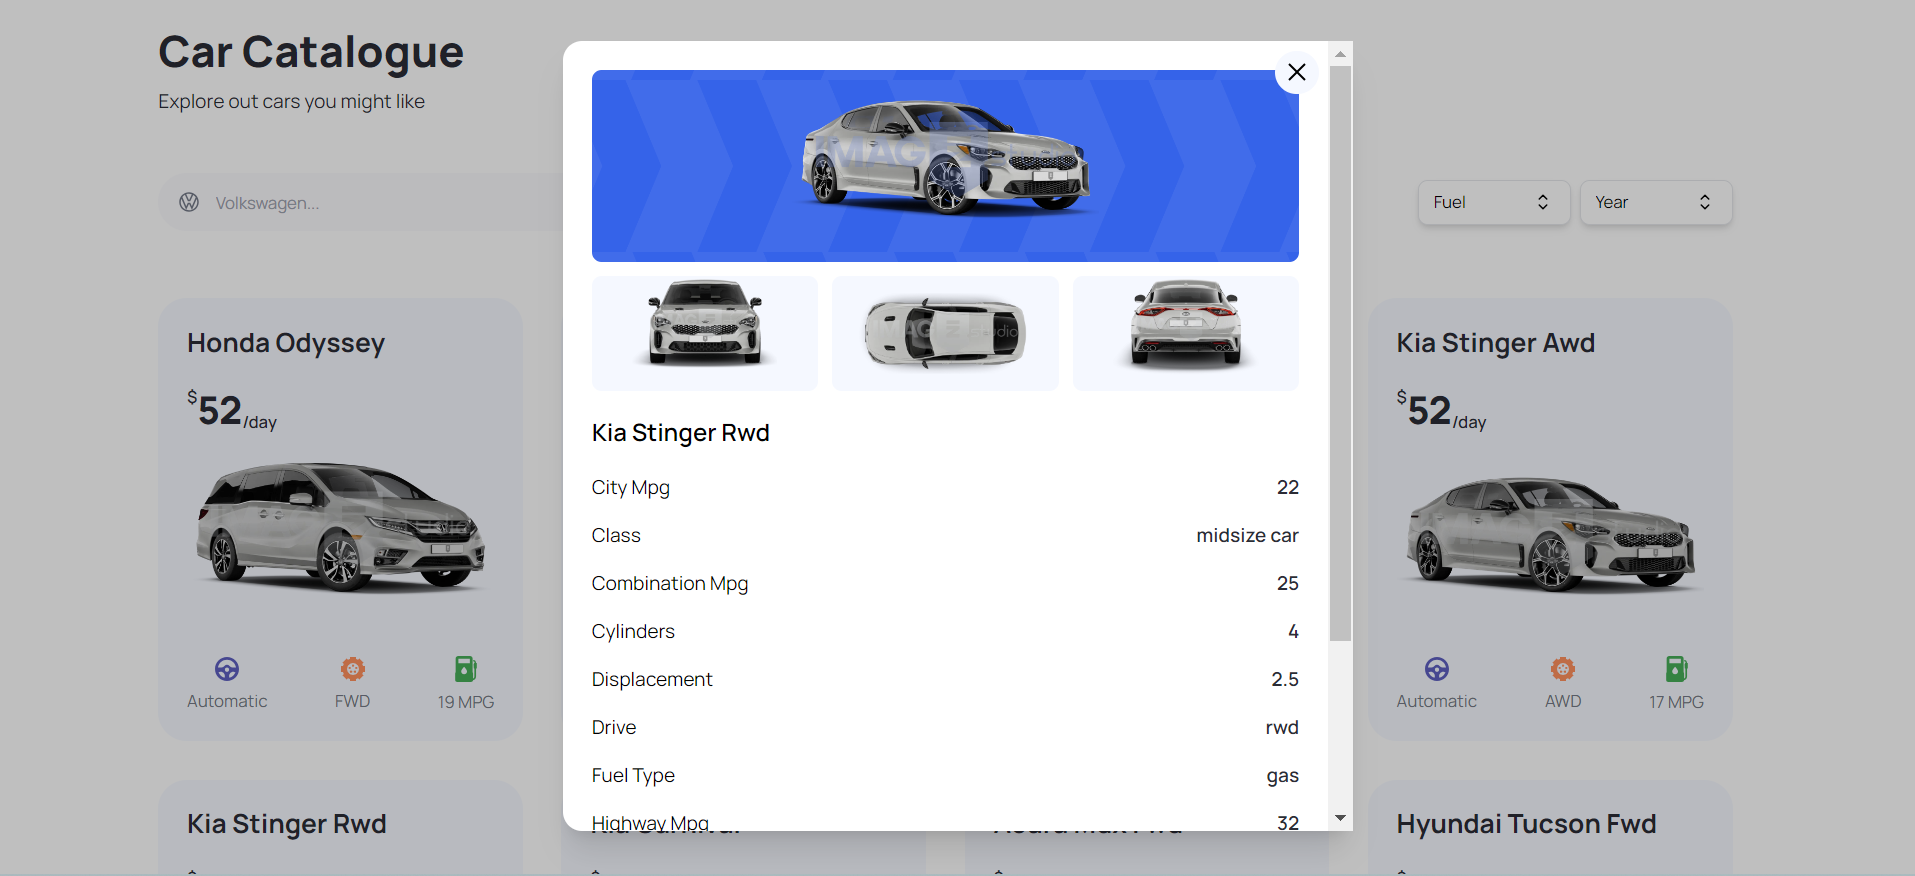 Car Catalogue
Explore out cars you might like
Volkswagen...
Fuel
Year
Honda Odyssey
$52/day
Automatic
FWD
19 MPG
Kia Stinger Rwd
City Mpg 22
Class midsize car
Combination Mpg 25
Cylinders 4
Displacement 2.5
Drive rwd
Fuel Type gas
Highway Mpg 32
Kia Stinger Awd
$52/day
Automatic
AWD
17 MPG
Kia Stinger Rwd
Hyundai Tucson Fwd
$
$
$
$